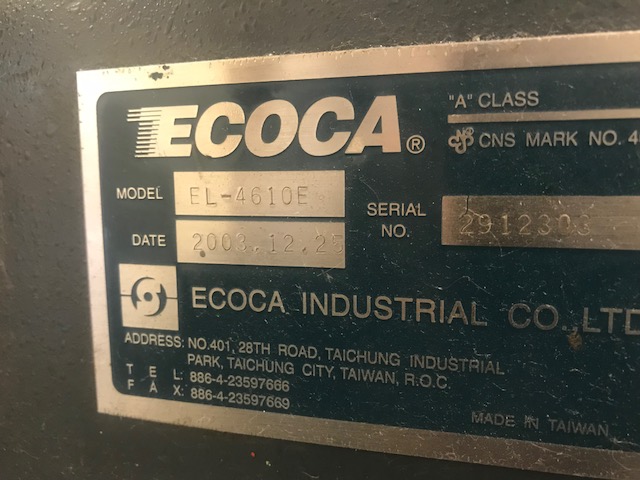 ECOCA®
"A" CLASS
CNS MARK NO. 4
MODEL EL-4610E
SERIAL NO. 2912303
DATE 2003.12.25
ECOCA INDUSTRIAL CO.,LTD
ADDRESS: NO.401, 28TH ROAD, TAICHUNG INDUSTRIAL
PARK, TAICHUNG CITY, TAIWAN, R.O.C.
TEL: 886-4-23597666
FAX: 886-4-23597669
MADE IN TAIWAN